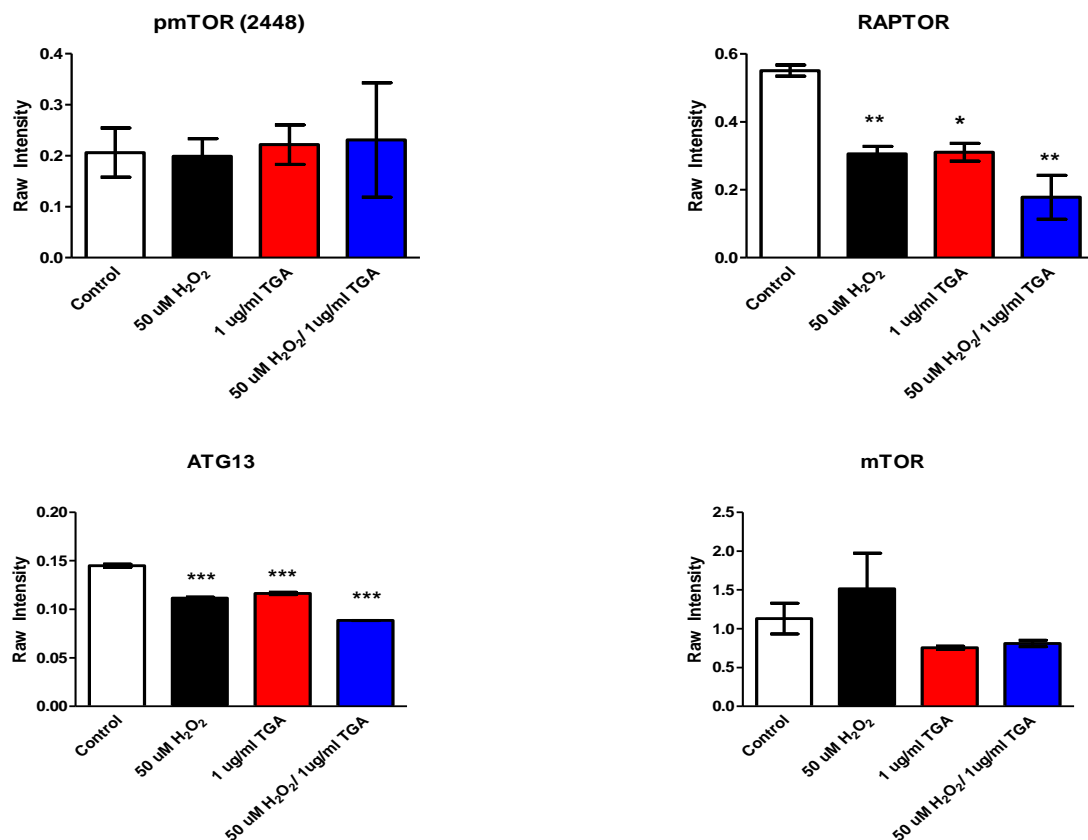 pmTOR (2448)
Raw Intensity
0.4
0.3
0.2
0.1
0.0
Control
50 uM H₂O₂
1 ug/ml TGA
50 uM H₂O₂/ 1ug/ml TGA
RAPTOR
Raw Intensity
0.6
0.4
0.2
0.0
**
*
**
Control
50 uM H₂O₂
1 ug/ml TGA
50 uM H₂O₂/ 1ug/ml TGA
ATG13
Raw Intensity
0.20
0.15
0.10
0.05
0.00
***
***
***
Control
50 uM H₂O₂
1 ug/ml TGA
50 uM H₂O₂/ 1ug/ml TGA
mTOR
Raw Intensity
2.5
2.0
1.5
1.0
0.5
0.0
Control
50 uM H₂O₂
1 ug/ml TGA
50 uM H₂O₂/ 1ug/ml TGA